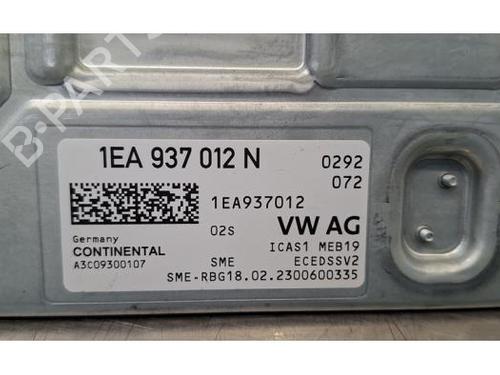 B-PARTS
1EA 937 012 N
0292
072
1EA937012
02S
VW AG
Germany
CONTINENTAL
A3C09300107
ICAS1 MEB19
SME
ECEDSSV2
SME-RBG18.02.2300600335